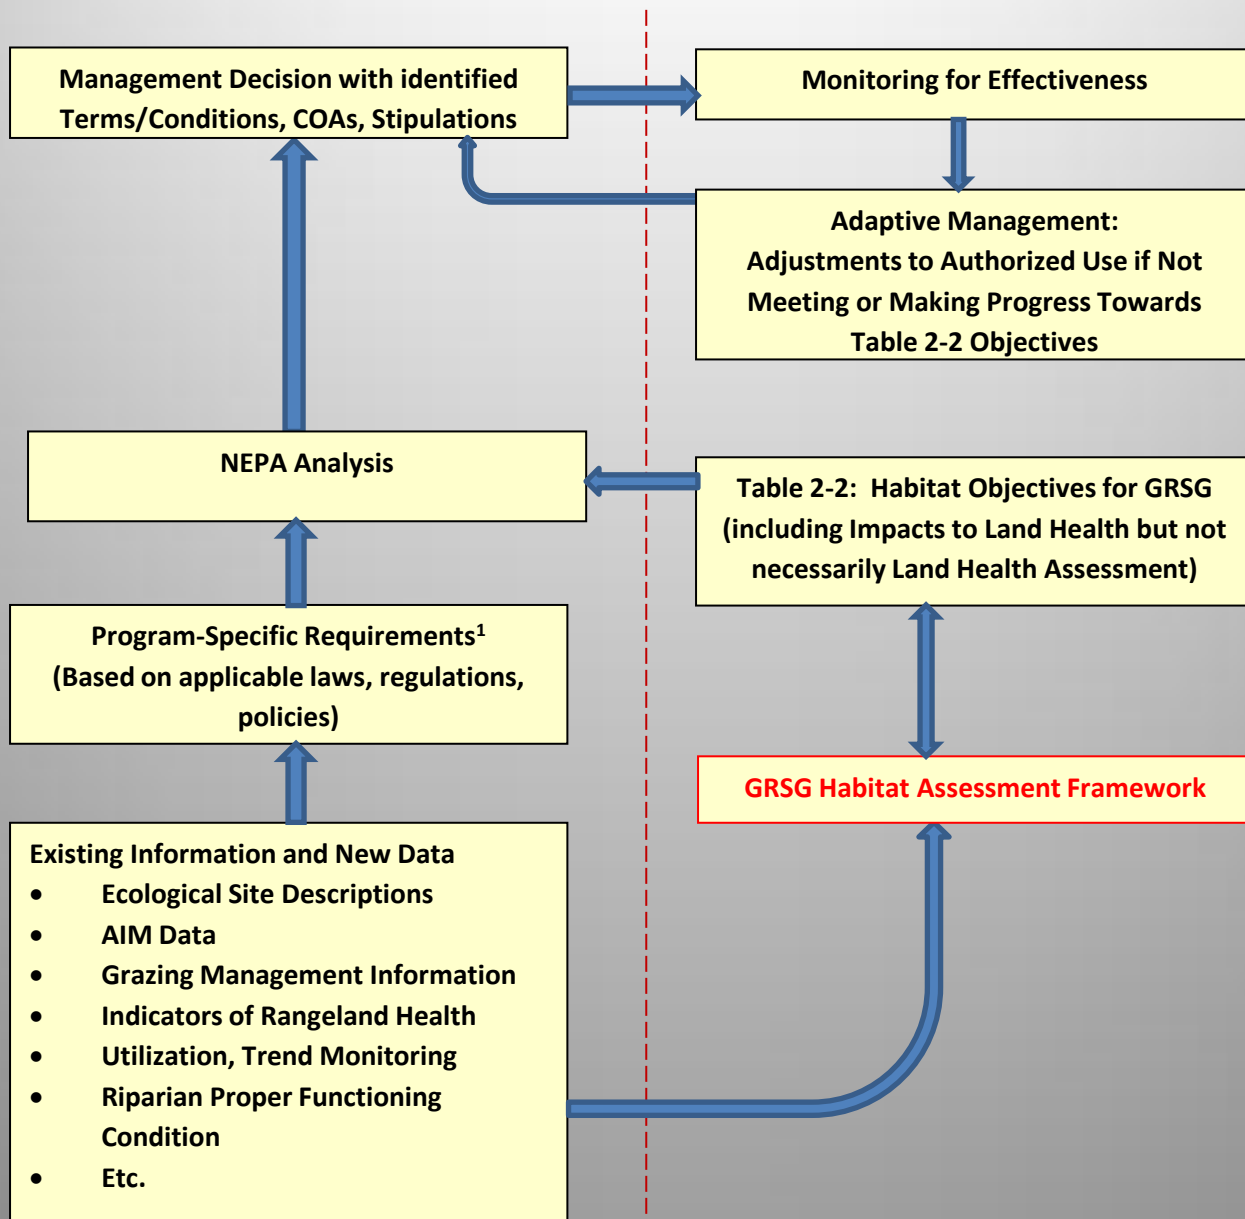 Management Decision with identified
Terms/Conditions, COAs, Stipulations
Monitoring for Effectiveness
Adaptive Management:
Adjustments to Authorized Use if Not
Meeting or Making Progress Towards
Table 2-2 Objectives
NEPA Analysis
Table 2-2:  Habitat Objectives for GRSG
(including Impacts to Land Health but not
necessarily Land Health Assessment)
Program-Specific Requirements¹
(Based on applicable laws, regulations,
policies)
GRSG Habitat Assessment Framework
Existing Information and New Data
• Ecological Site Descriptions
• AIM Data
• Grazing Management Information
• Indicators of Rangeland Health
• Utilization, Trend Monitoring
• Riparian Proper Functioning
Condition
• Etc.